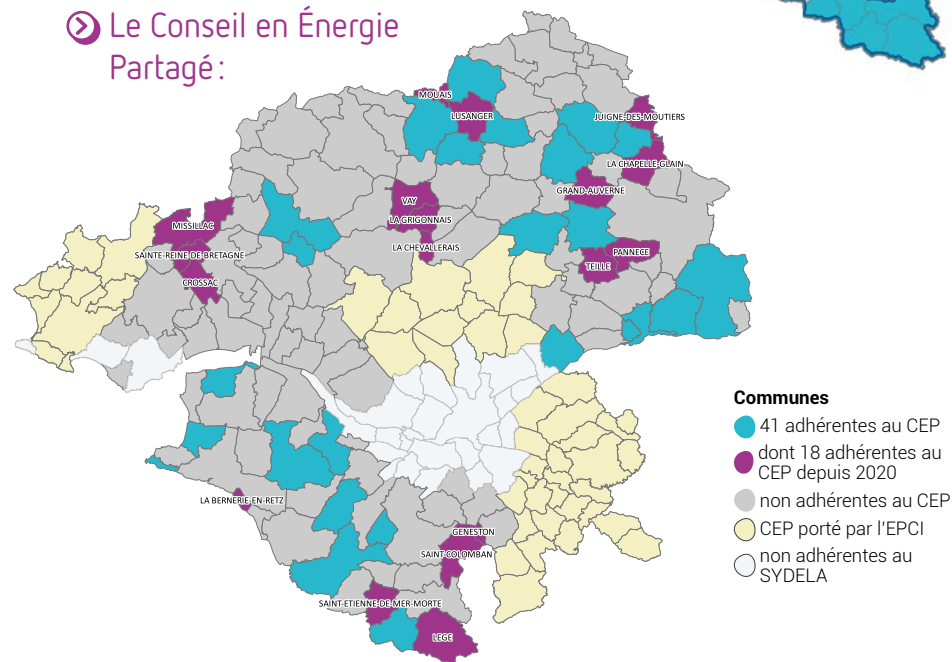 Le Conseil en Énergie
Partagé :
MOUAIS
LUSANGER
JUIGNE-DES-MOUTIERS
LA CHAPELLE-GLAIN
GRAND-AUVERNE
VAY
LA GRIGONNAIS
MISSILLAC
LA CHEVALLERAIS
SAINTE-REINE-DE-BRETAGNE
PANNECE
TEILLE
CROSSAC
LA BERNERIE-EN-RETZ
GENESTON
SAINT-COLOMBAN
SAINT-ETIENNE-DE-MER-MORTE
LEGE
Communes
41 adhérentes au CEP
dont 18 adhérentes au
CEP depuis 2020
non adhérentes au CEP
CEP porté par l'EPCI
non adhérentes au
SYDELA